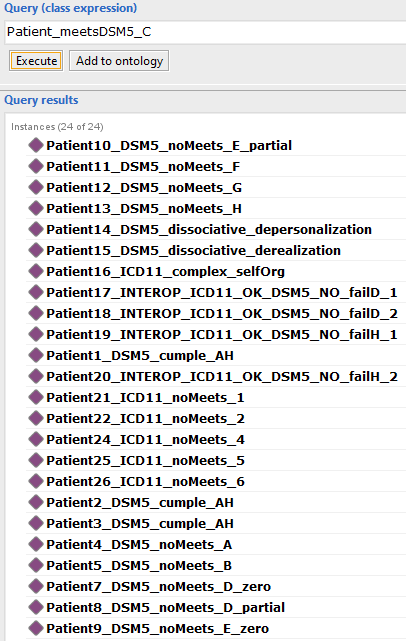 Query (class expression)
Patient_meetsDSM5_C
Execute Add to ontology
Query results
Instances (24 of 24)
Patient10_DSM5_noMeets_E_partial
Patient11_DSM5_noMeets_F
Patient12_DSM5_noMeets_G
Patient13_DSM5_noMeets_H
Patient14_DSM5_dissociative_depersonalization
Patient15_DSM5_dissociative_derealization
Patient16_ICD11_complex_selfOrg
Patient17_INTEROP_ICD11_OK_DSM5_NO_failD_1
Patient18_INTEROP_ICD11_OK_DSM5_NO_failD_2
Patient19_INTEROP_ICD11_OK_DSM5_NO_failH_1
Patient1_DSM5_cumple_AH
Patient20_INTEROP_ICD11_OK_DSM5_NO_failH_2
Patient21_ICD11_noMeets_1
Patient22_ICD11_noMeets_2
Patient24_ICD11_noMeets_4
Patient25_ICD11_noMeets_5
Patient26_ICD11_noMeets_6
Patient2_DSM5_cumple_AH
Patient3_DSM5_cumple_AH
Patient4_DSM5_noMeets_A
Patient5_DSM5_noMeets_B
Patient7_DSM5_noMeets_D_zero
Patient8_DSM5_noMeets_D_partial
Patient9_DSM5_noMeets_E_zero